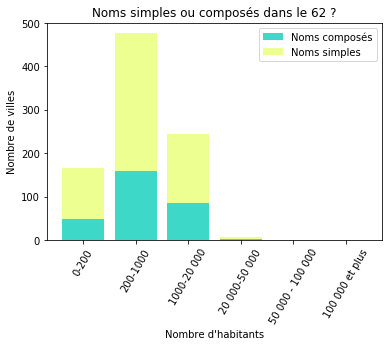 Noms simples ou composés dans le 62 ?
Noms composés
Noms simples
Nombre de villes
500
400
300
200
100
0
0-200
200-1000
1000-20 000
20 000-50 000
50 000 - 100 000
100 000 et plus
Nombre d'habitants